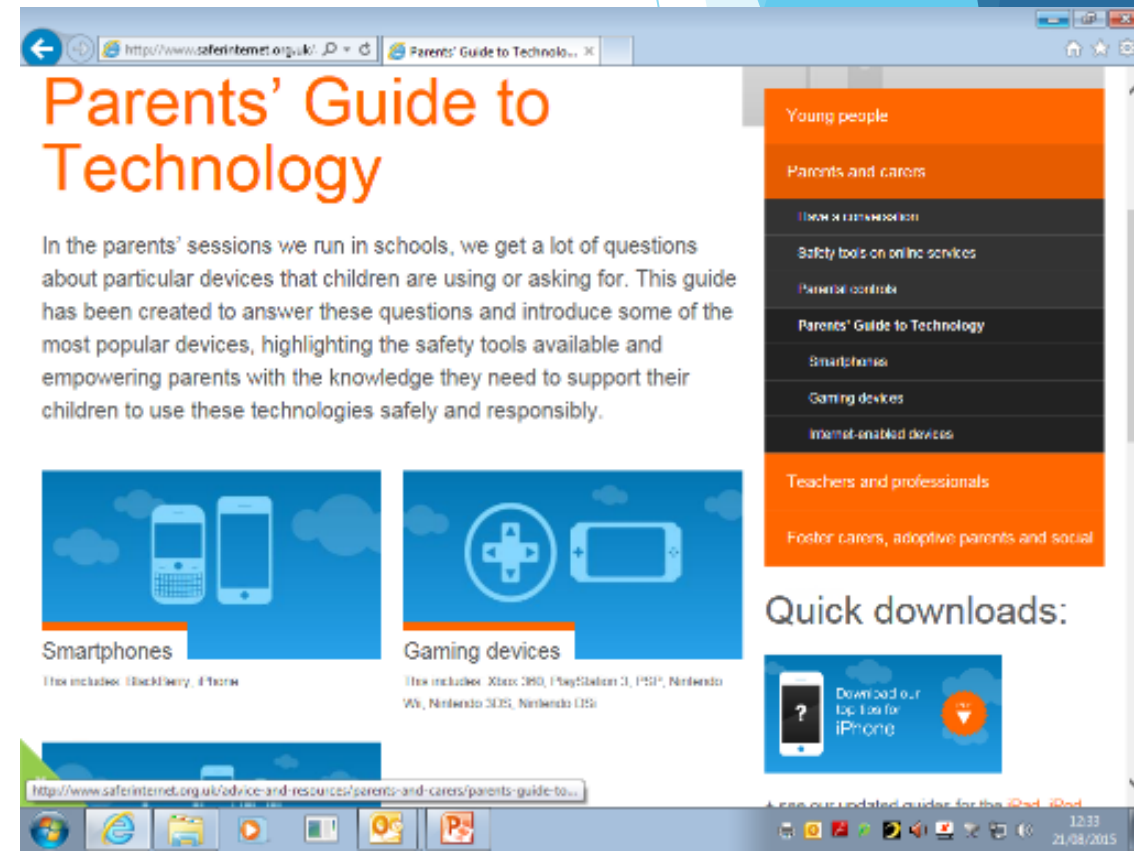 http://www.saferinternet.org.uk/
Parents' Guide to Technolo...
Parents' Guide to
Technology
In the parents' sessions we run in schools, we get a lot of questions
about particular devices that children are using or asking for. This guide
has been created to answer these questions and introduce some of the
most popular devices, highlighting the safety tools available and
empowering parents with the knowledge they need to support their
children to use these technologies safely and responsibly.
Smartphones
This includes: BlackBerry, iPhone
Gaming devices
This includes: Xbox 360, PlayStation 3, PSP, Nintendo
Wii, Nintendo 3DS, Nintendo DSi
Young people
Parents and carers
Have a conversation
Safety tools on online services
Parental controls
Parents' Guide to Technology
Smartphones
Gaming devices
Internet-enabled devices
Teachers and professionals
Foster carers, adoptive parents and social
Quick downloads:
?
Download our
top tips for
iPhone
see our updated guides for the iPad, iPod
http://www.saferinternet.org.uk/advice-and-resources/parents-and-carers/parents-guide-to...
12:33
21/08/2015